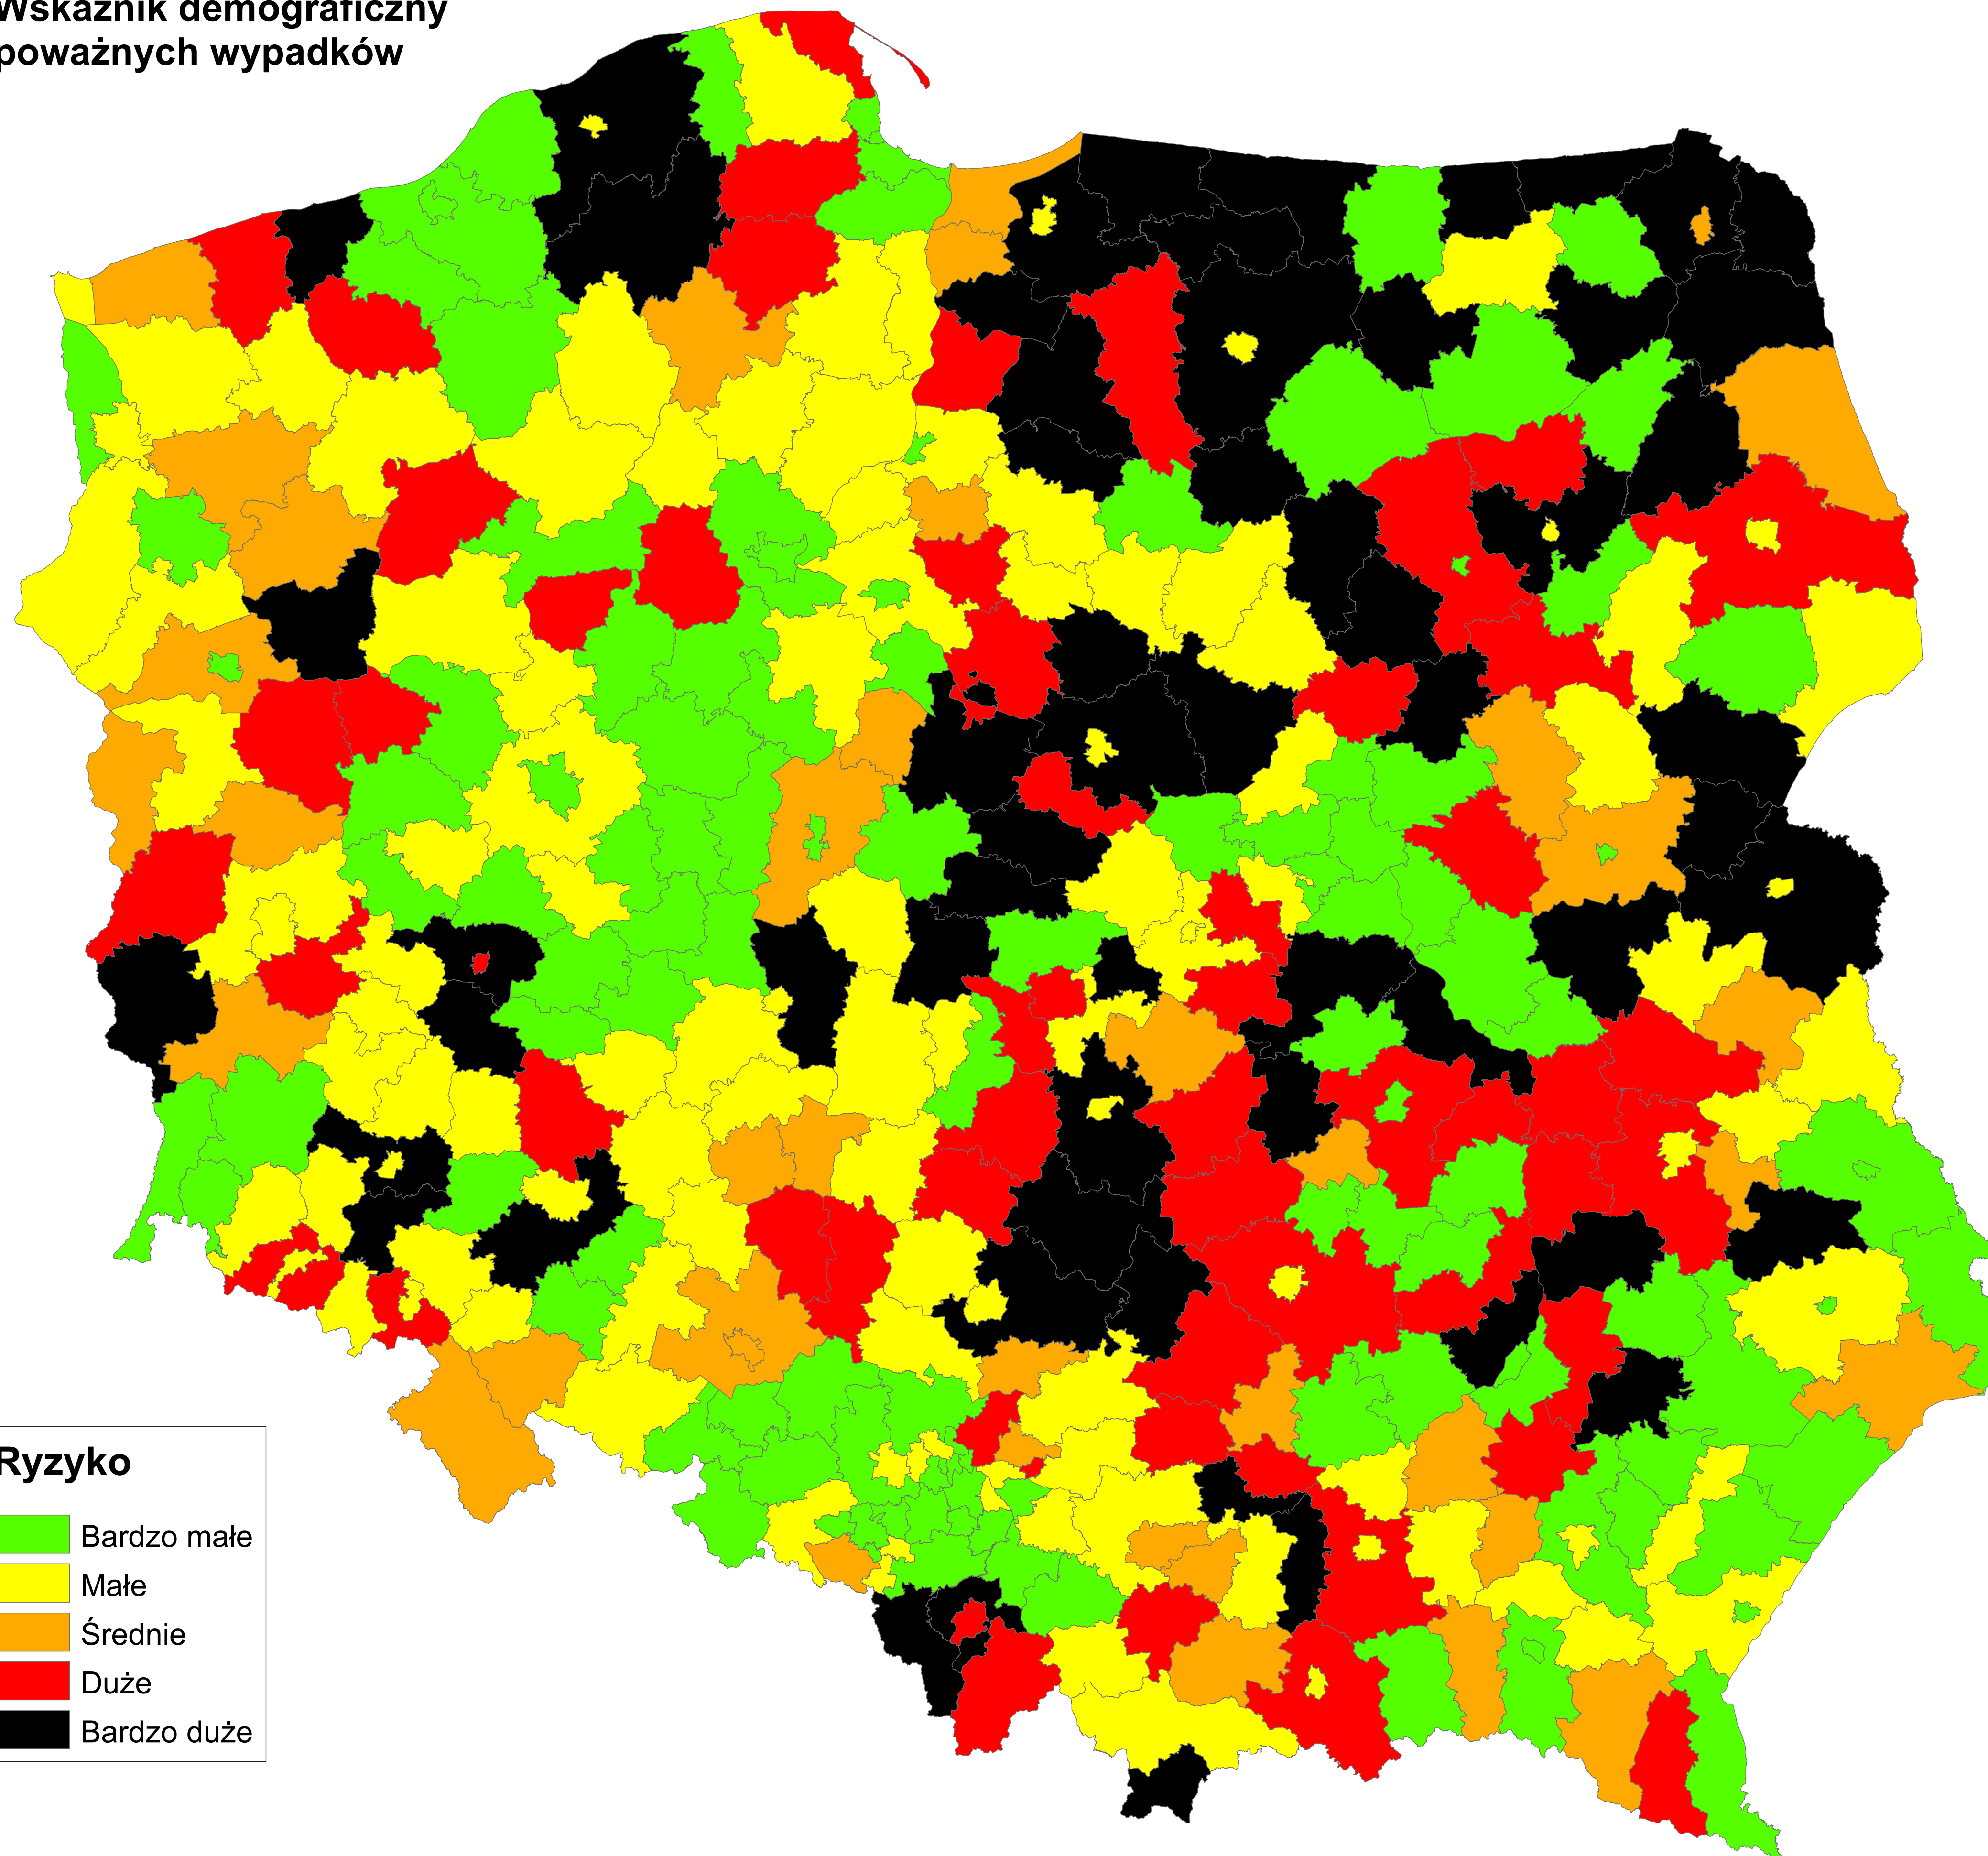 Wskaźnik demograficzny
poważnych wypadków
Ryzyko
Bardzo małe
Małe
Średnie
Duże
Bardzo duże